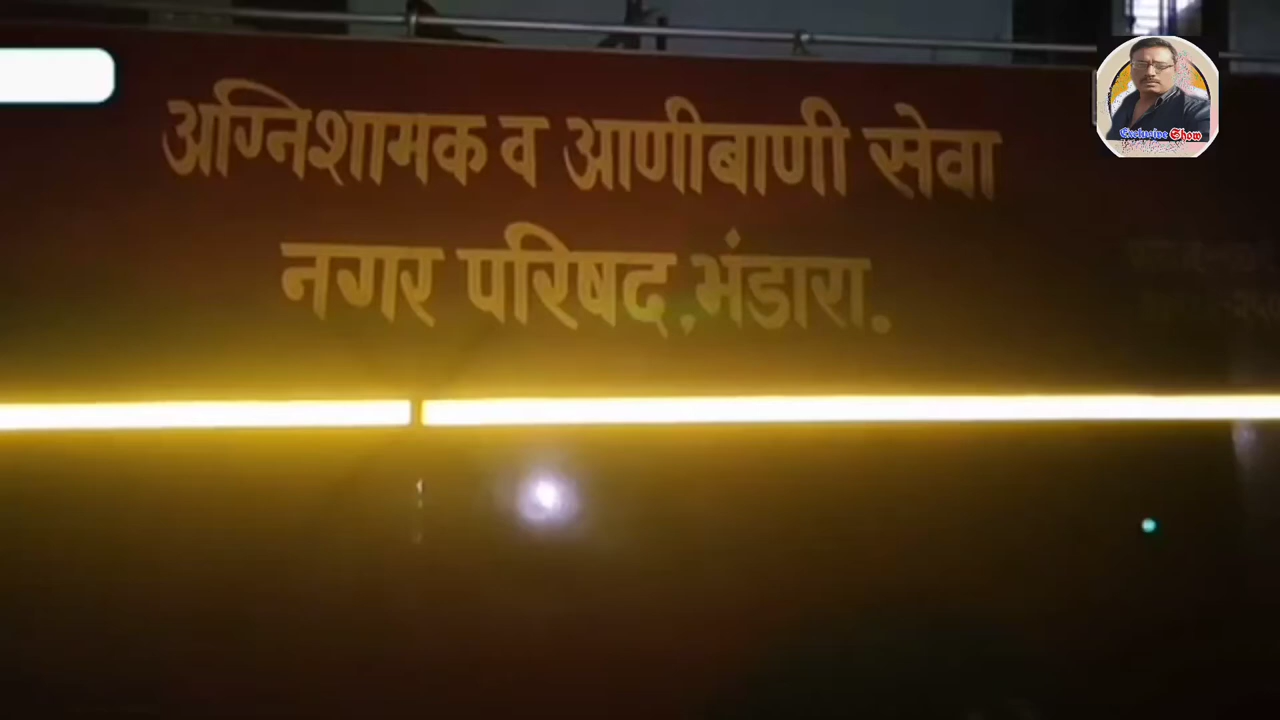 अग्निशामक व आणीबाणी सेवा
नगर परिषद,भंडारा.
Exclusive Show